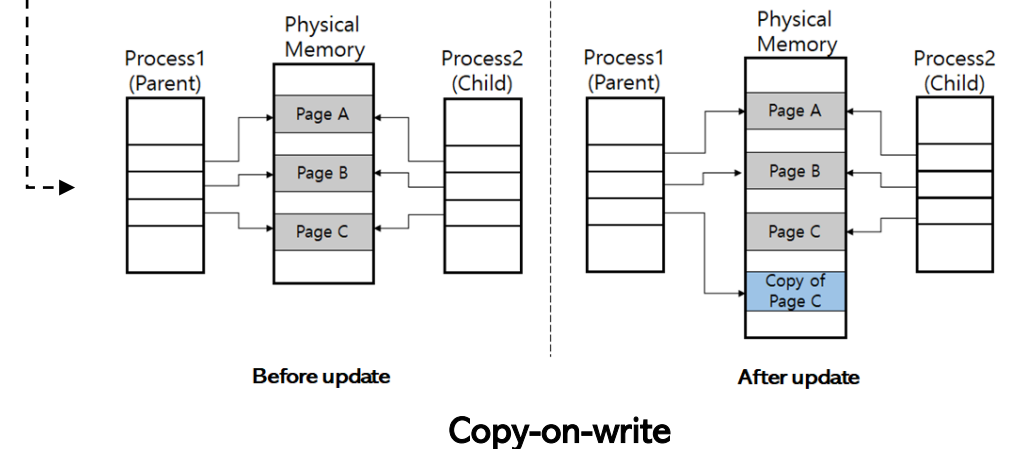 Process1
(Parent)
Physical
Memory
Process2
(Child)
Page A
Page B
Page C
Before update
Process1
(Parent)
Physical
Memory
Process2
(Child)
Page A
Page B
Page C
Copy of
Page C
After update
Copy-on-write